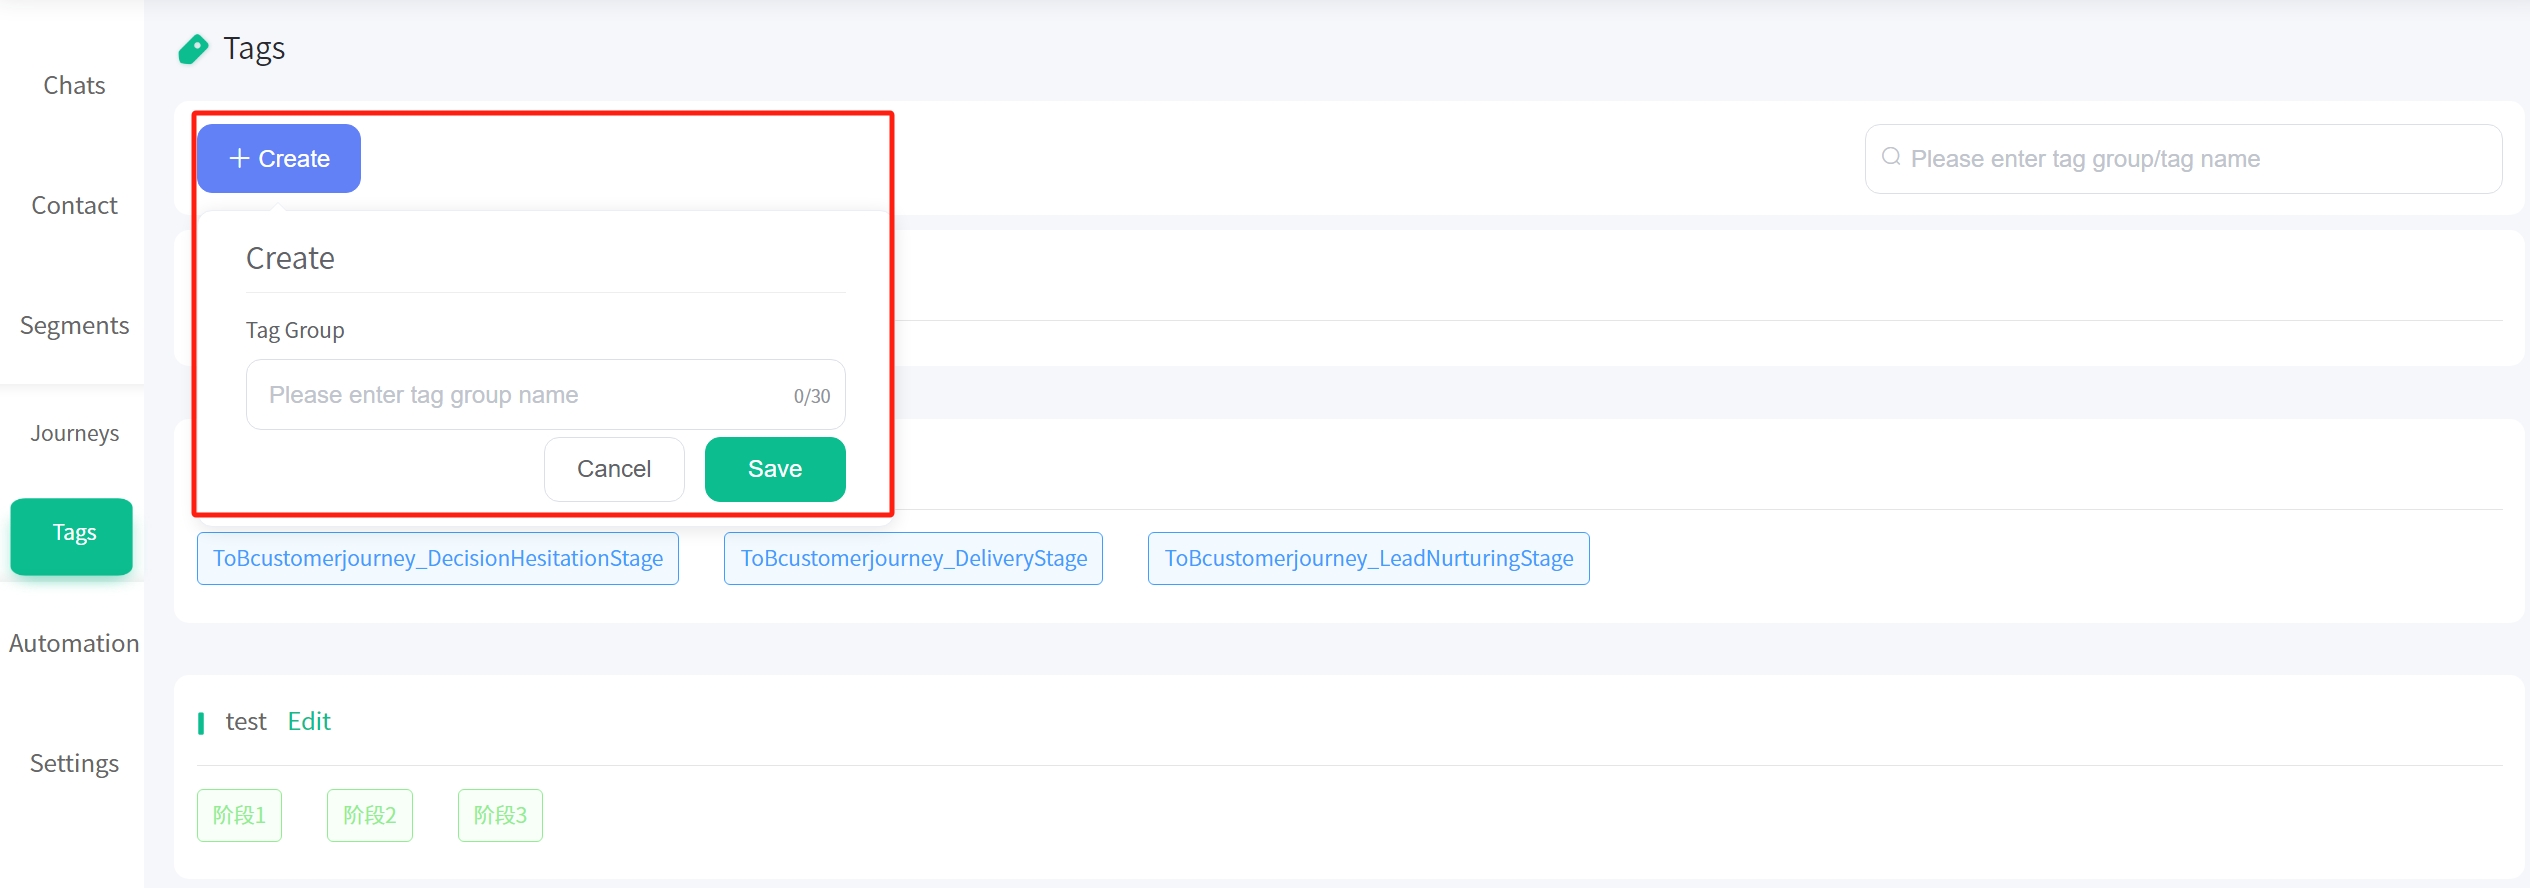 Chats
Contact
Segments
Journeys
Tags
Automation
Settings
Tags
Create
Please enter tag group/tag name
Create
Tag Group
Please enter tag group name 0/30
Cancel Save
ToBcustomerjourney_DecisionHesitationStage ToBcustomerjourney_DeliveryStage ToBcustomerjourney_LeadNurturingStage
test Edit
阶段1 阶段2 阶段3